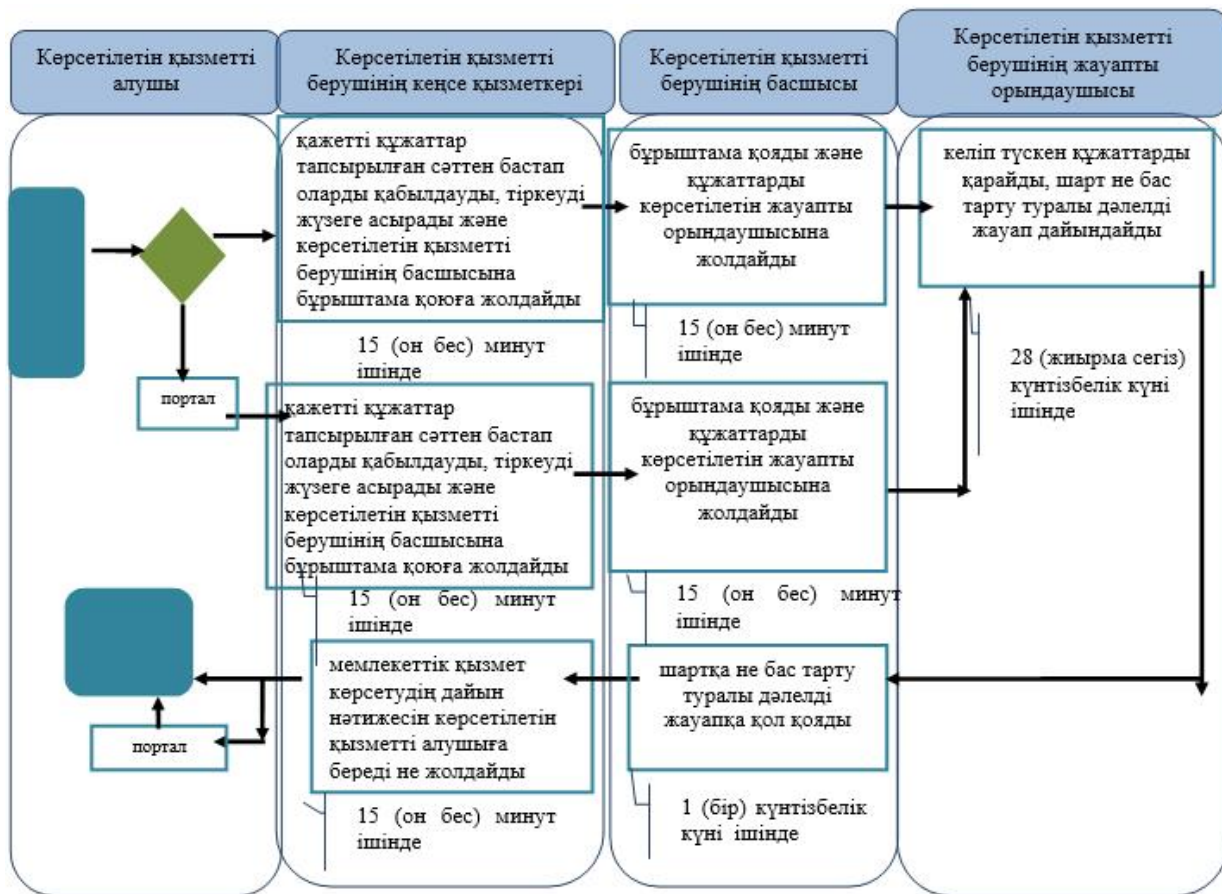 Көрсетілетін қызметті
алушы
Көрсетілетін қызметті
берушінің кеңсе қызметкері
Көрсетілетін қызметті
берушінің басшысы
Көрсетілетін қызметті
берушінің жауапты
орындаушысы
қажетті құжаттар
тапсырылған сәттен бастап
оларды қабылдауды, тіркеуді
жүзеге асырады және
көрсетілетін қызметті
берушінің басшысына
бұрыштама қоюға жолдайды
15 (он бес) минут
ішінде
бұрыштама қояды және
құжаттарды
көрсетілетін жауапты
орындаушысына
жолдайды
15 (он бес) минут
ішінде
келіп түскен құжаттарды
қарайды, шарт не бас
тарту туралы дәлелді
жауап дайындайды
28 (жиырма сегіз)
күнтізбелік күні
ішінде
портал
қажетті құжаттар
тапсырылған сәттен бастап
оларды қабылдауды, тіркеуді
жүзеге асырады және
көрсетілетін қызметті
берушінің басшысына
бұрыштама қоюға жолдайды
15 (он бес) минут
ішінде
бұрыштама қояды және
құжаттарды
көрсетілетін жауапты
орындаушысына
жолдайды
15 (он бес) минут
ішінде
шартқа не бас тарту
туралы дәлелді
жауапқа қол қояды
1 (бір) күнтізбелік
күні ішінде
мемлекеттік қызмет
көрсетудің дайын
нәтижесін көрсетілетін
қызметті алушыға
береді не жолдайды
15 (он бес) минут
ішінде
портал